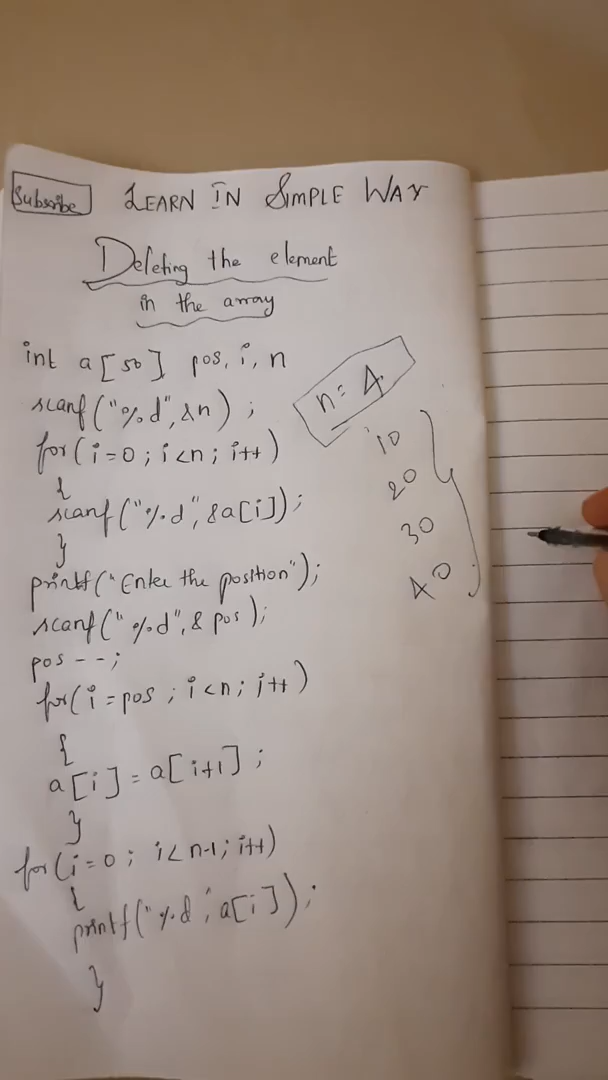 Subscribe LEARN IN SIMPLE WAY
Deleting the element
in the array
int a[50], pos, i, n
scanf("%d", &n);
for(i=0; i<n; i++)
{
scanf("%d", &a[i]);
}
printf("Enter the position");
scanf("%d", & pos);
pos--;
for(i=pos; i<n; i++)
{
a[i]=a[i+1];
}
for(i=0; i<n-1; i++)
{
printf("%d", a[i]);
}
n=4
10
20
30
40